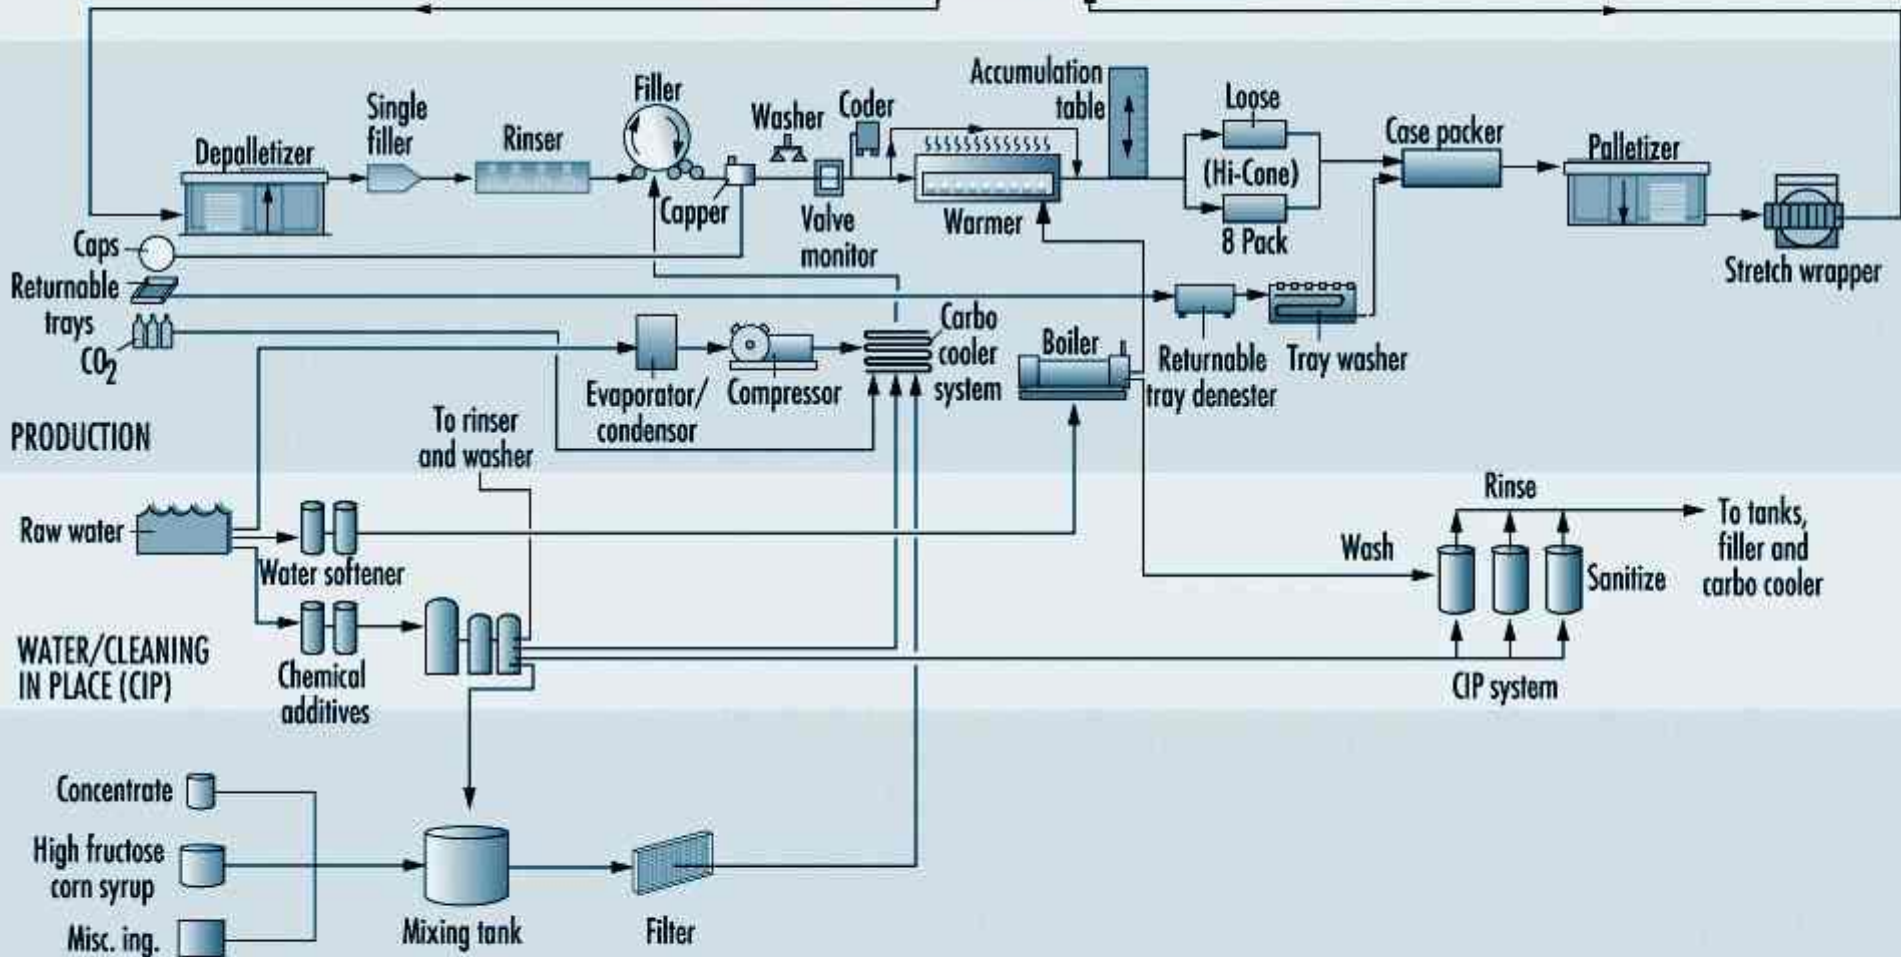 Accumulation
table
Filler
Single
filler
Washer
Coder
Loose
Depalletizer
Rinser
Case packer
Palletizer
(Hi-Cone)
Capper
Valve
monitor
Warmer
8 Pack
Caps
Stretch wrapper
Returnable
trays
CO2
Carbo
cooler
system
Boiler
Returnable
tray denester
Tray washer
Evaporator/
condensor
Compressor
To rinser
and washer
PRODUCTION
Raw water
Water softener
Rinse
To tanks,
filler and
carbo cooler
Wash
Sanitize
WATER/CLEANING
IN PLACE (CIP)
Chemical
additives
CIP system
Concentrate
High fructose
corn syrup
Misc. ing.
Mixing tank
Filter